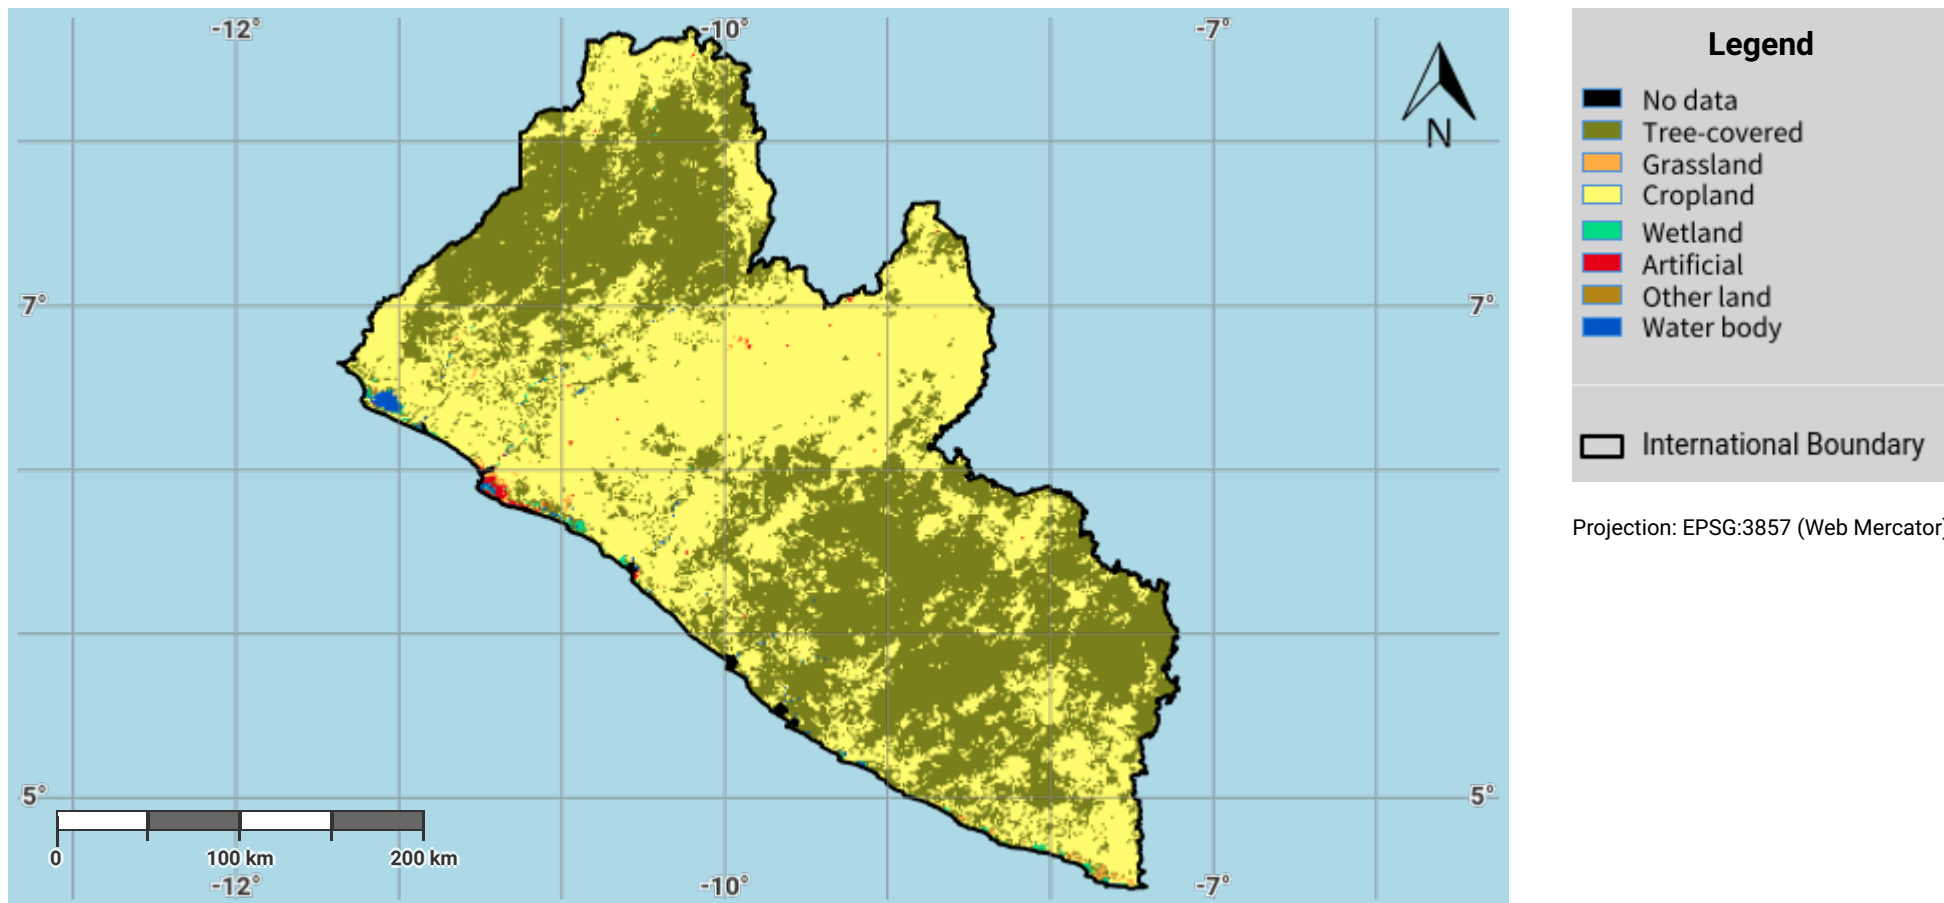 -12° -10° -7°
N
7° 7°
5° 5°
0 100 km 200 km
-12° -10° -7°
Legend
No data
Tree-covered
Grassland
Cropland
Wetland
Artificial
Other land
Water body
International Boundary
Projection: EPSG:3857 (Web Mercator)